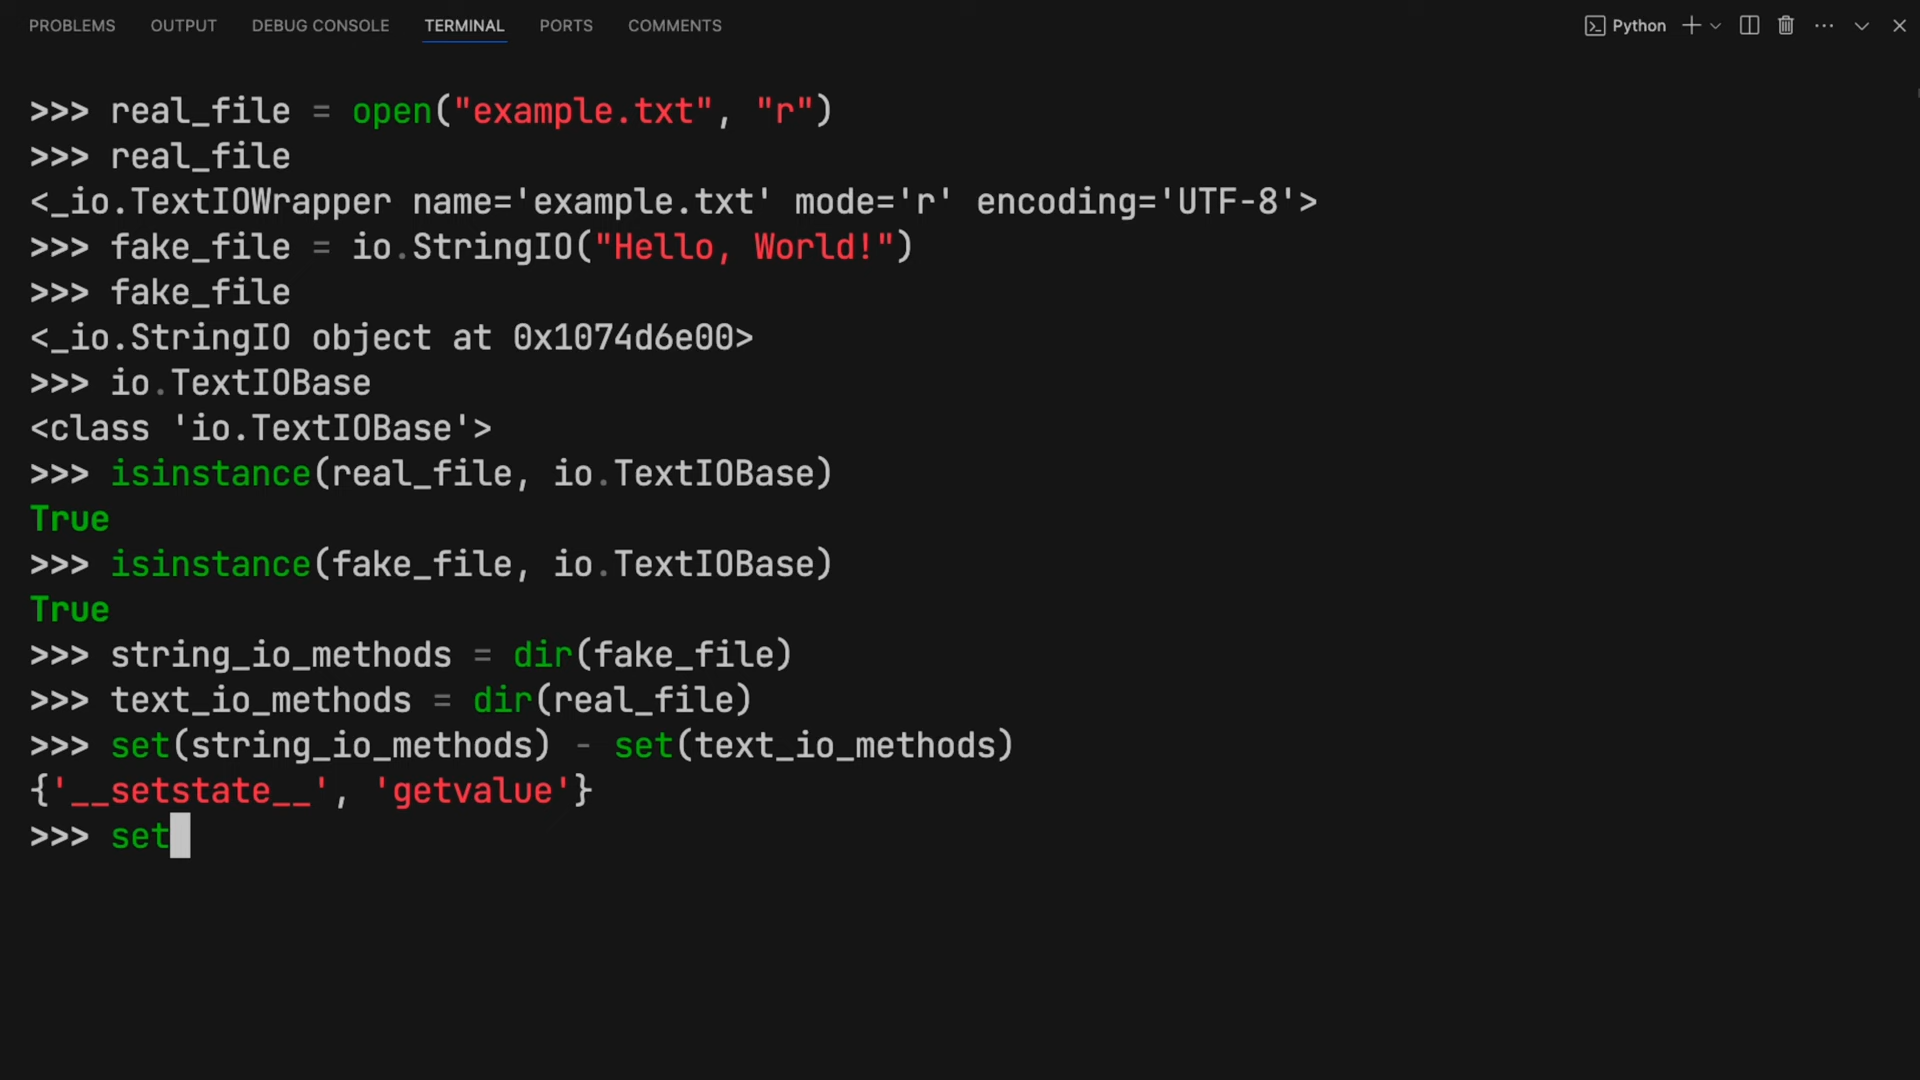 PROBLEMS OUTPUT DEBUG CONSOLE TERMINAL PORTS COMMENTS Python
>>> real_file = open("example.txt", "r")
>>> real_file
<_io.TextIOWrapper name='example.txt' mode='r' encoding='UTF-8'>
>>> fake_file = io.StringIO("Hello, World!")
>>> fake_file
<_io.StringIO object at 0x1074d6e00>
>>> io.TextIOBase
<class 'io.TextIOBase'>
>>> isinstance(real_file, io.TextIOBase)
True
>>> isinstance(fake_file, io.TextIOBase)
True
>>> string_io_methods = dir(fake_file)
>>> text_io_methods = dir(real_file)
>>> set(string_io_methods) - set(text_io_methods)
{'__setstate__', 'getvalue'}
>>> set